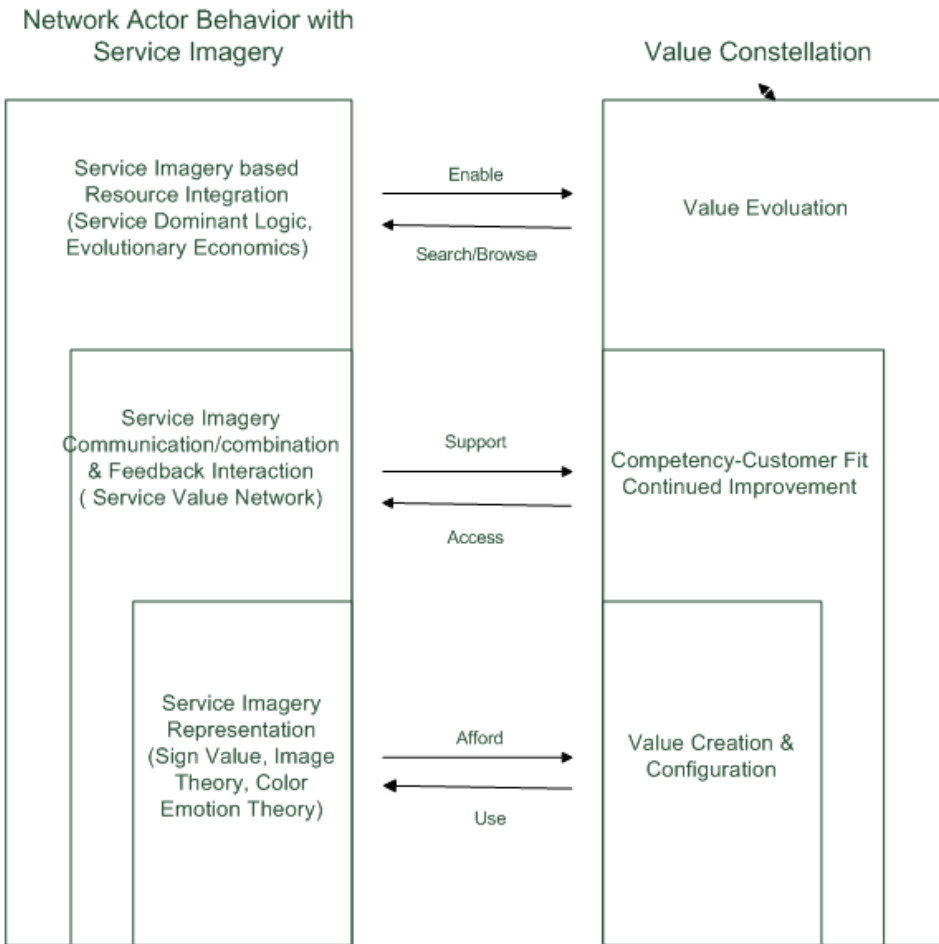 Network Actor Behavior with
Service Imagery
Value Constellation
Service Imagery based
Resource Integration
(Service Dominant Logic,
Evolutionary Economics)
Enable
Search/Browse
Value Evoluation
Service Imagery
Communication/combination
& Feedback Interaction
( Service Value Network)
Support
Access
Competency-Customer Fit
Continued Improvement
Service Imagery
Representation
(Sign Value, Image
Theory, Color
Emotion Theory)
Afford
Use
Value Creation &
Configuration